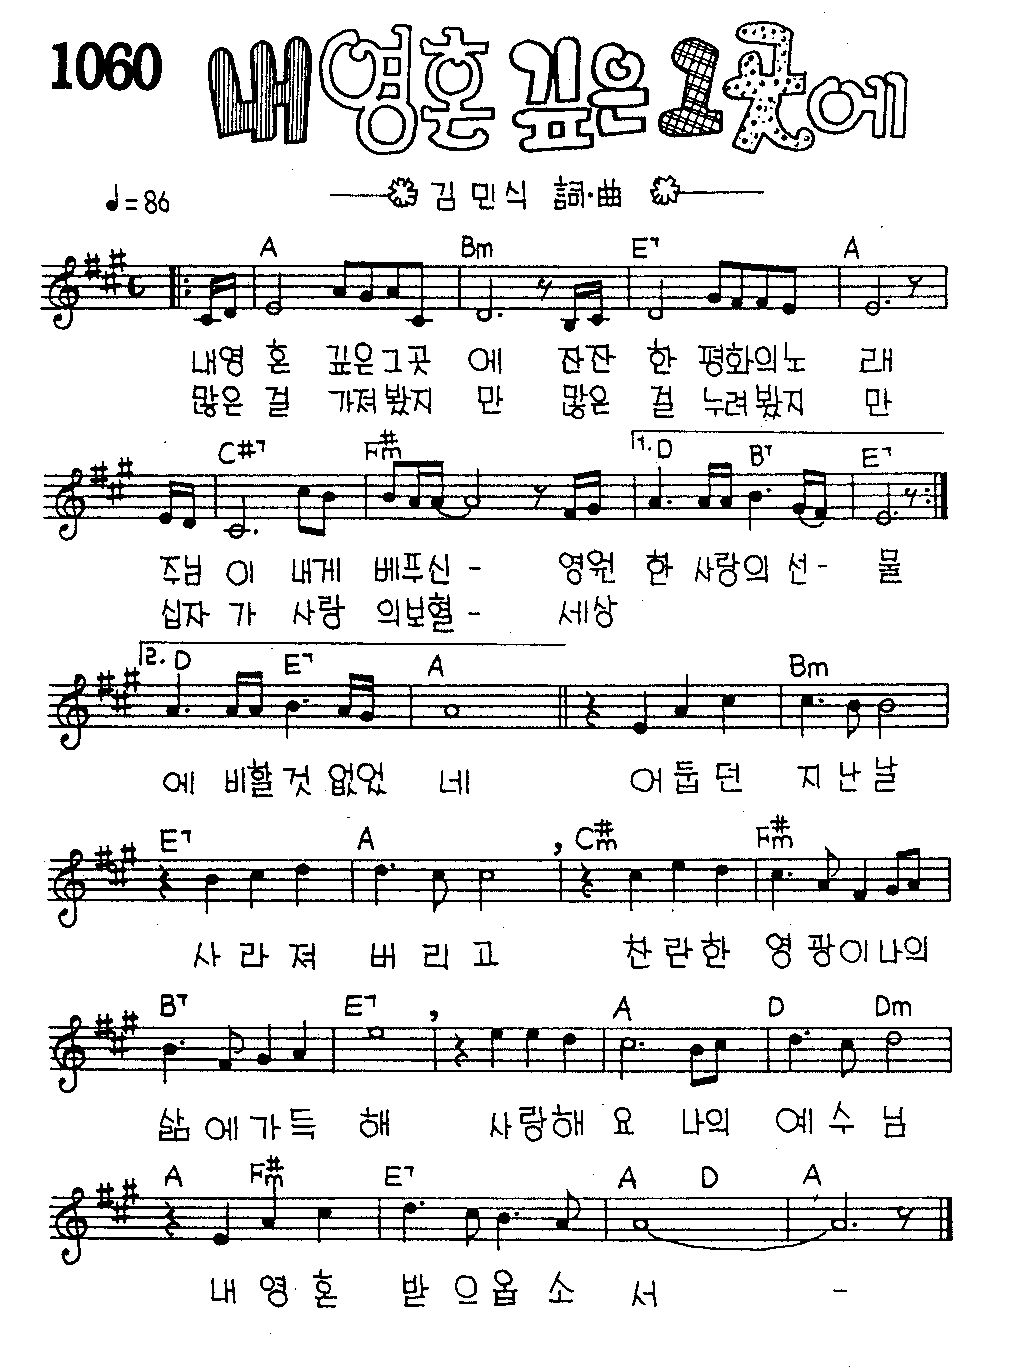 1060 내 영혼 깊은 그 곳에
♩=86
김민식 詞·曲
A Bm E7 A
내영 혼 깊은그곳 에 잔잔 한 평화의노 래
많은 걸 가져봤지 만 많은 걸 누려봤지 만
C#7 F#m 1. D B7 E7
주님 이 내게 베푸신 - 영원 한 사랑의 선- 물
십자 가 사랑 의보혈 - 세상
2. D E7 A Bm
에 비할것 없었 네 어둡던 지난날
E7 A C#m F#m
사라져 버리고 찬란한 영광이나의
B7 E7 A D Dm
삶에가득 해 사랑해 요 나의 예수님
A F#m E7 A D A
내 영 혼 받으옵소 서 -